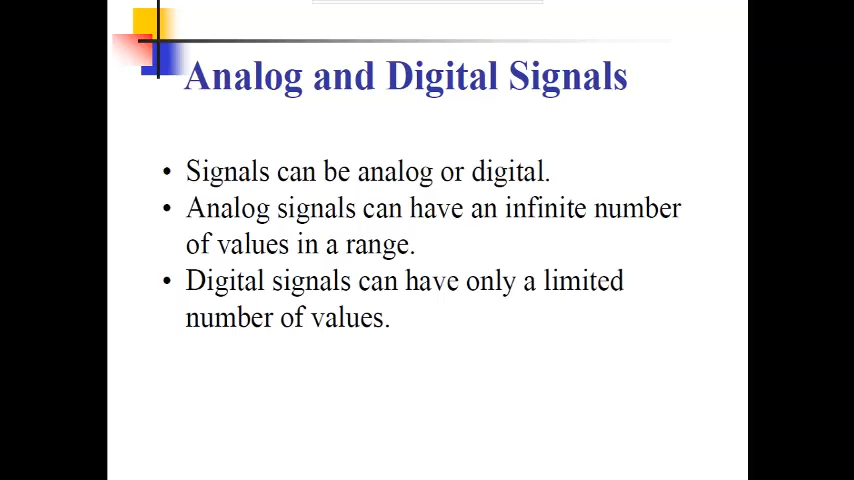 Analog and Digital Signals
• Signals can be analog or digital.
• Analog signals can have an infinite number
of values in a range.
• Digital signals can have only a limited
number of values.